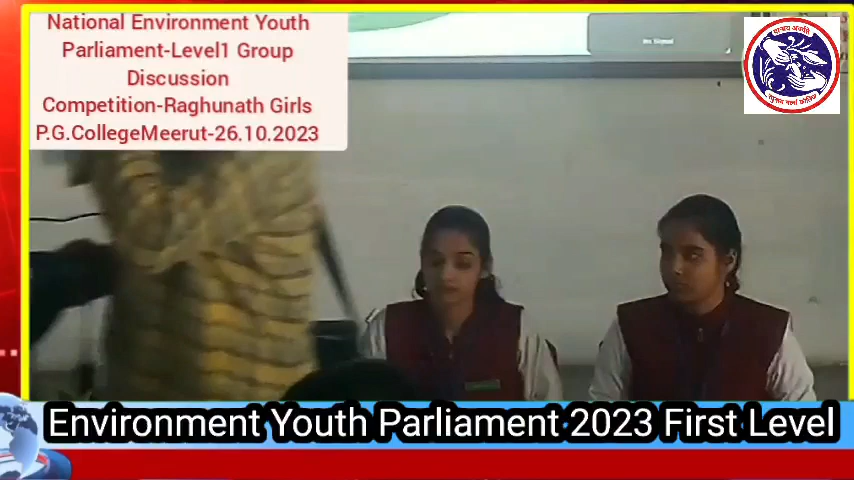 National Environment Youth
Parliament-Level1 Group
Discussion
Competition-Raghunath Girls
P.G.CollegeMeerut-26.10.2023
Environment Youth Parliament 2023 First Level